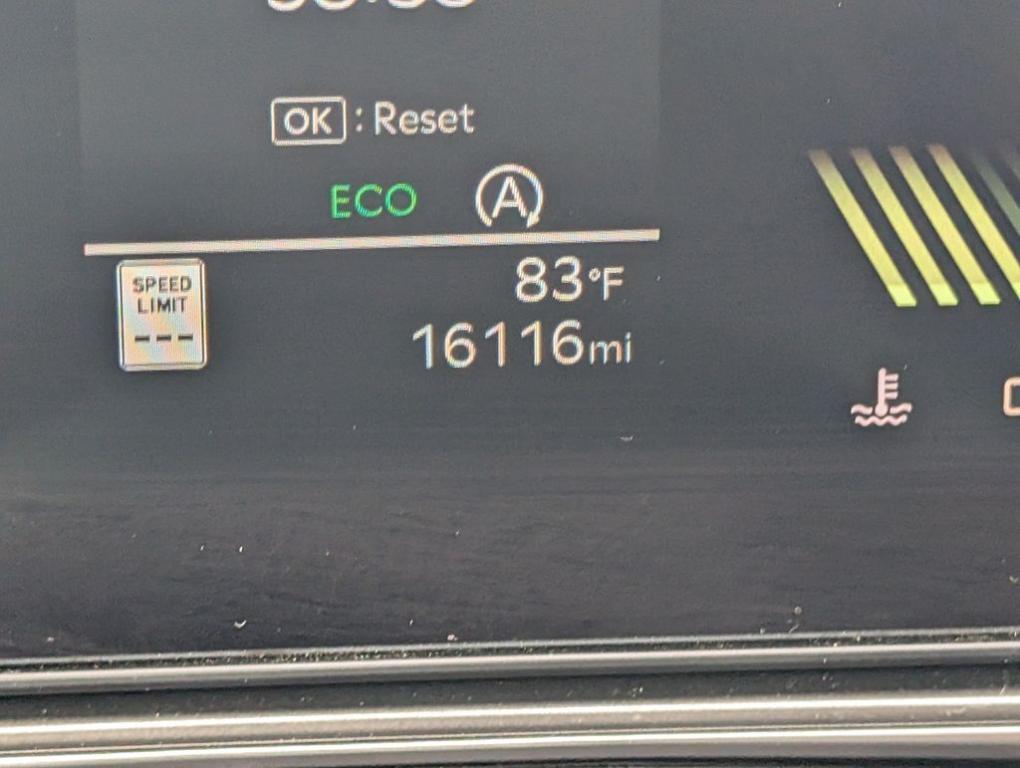 OK : Reset
ECO A
SPEED
LIMIT
---
83°F
16116mi